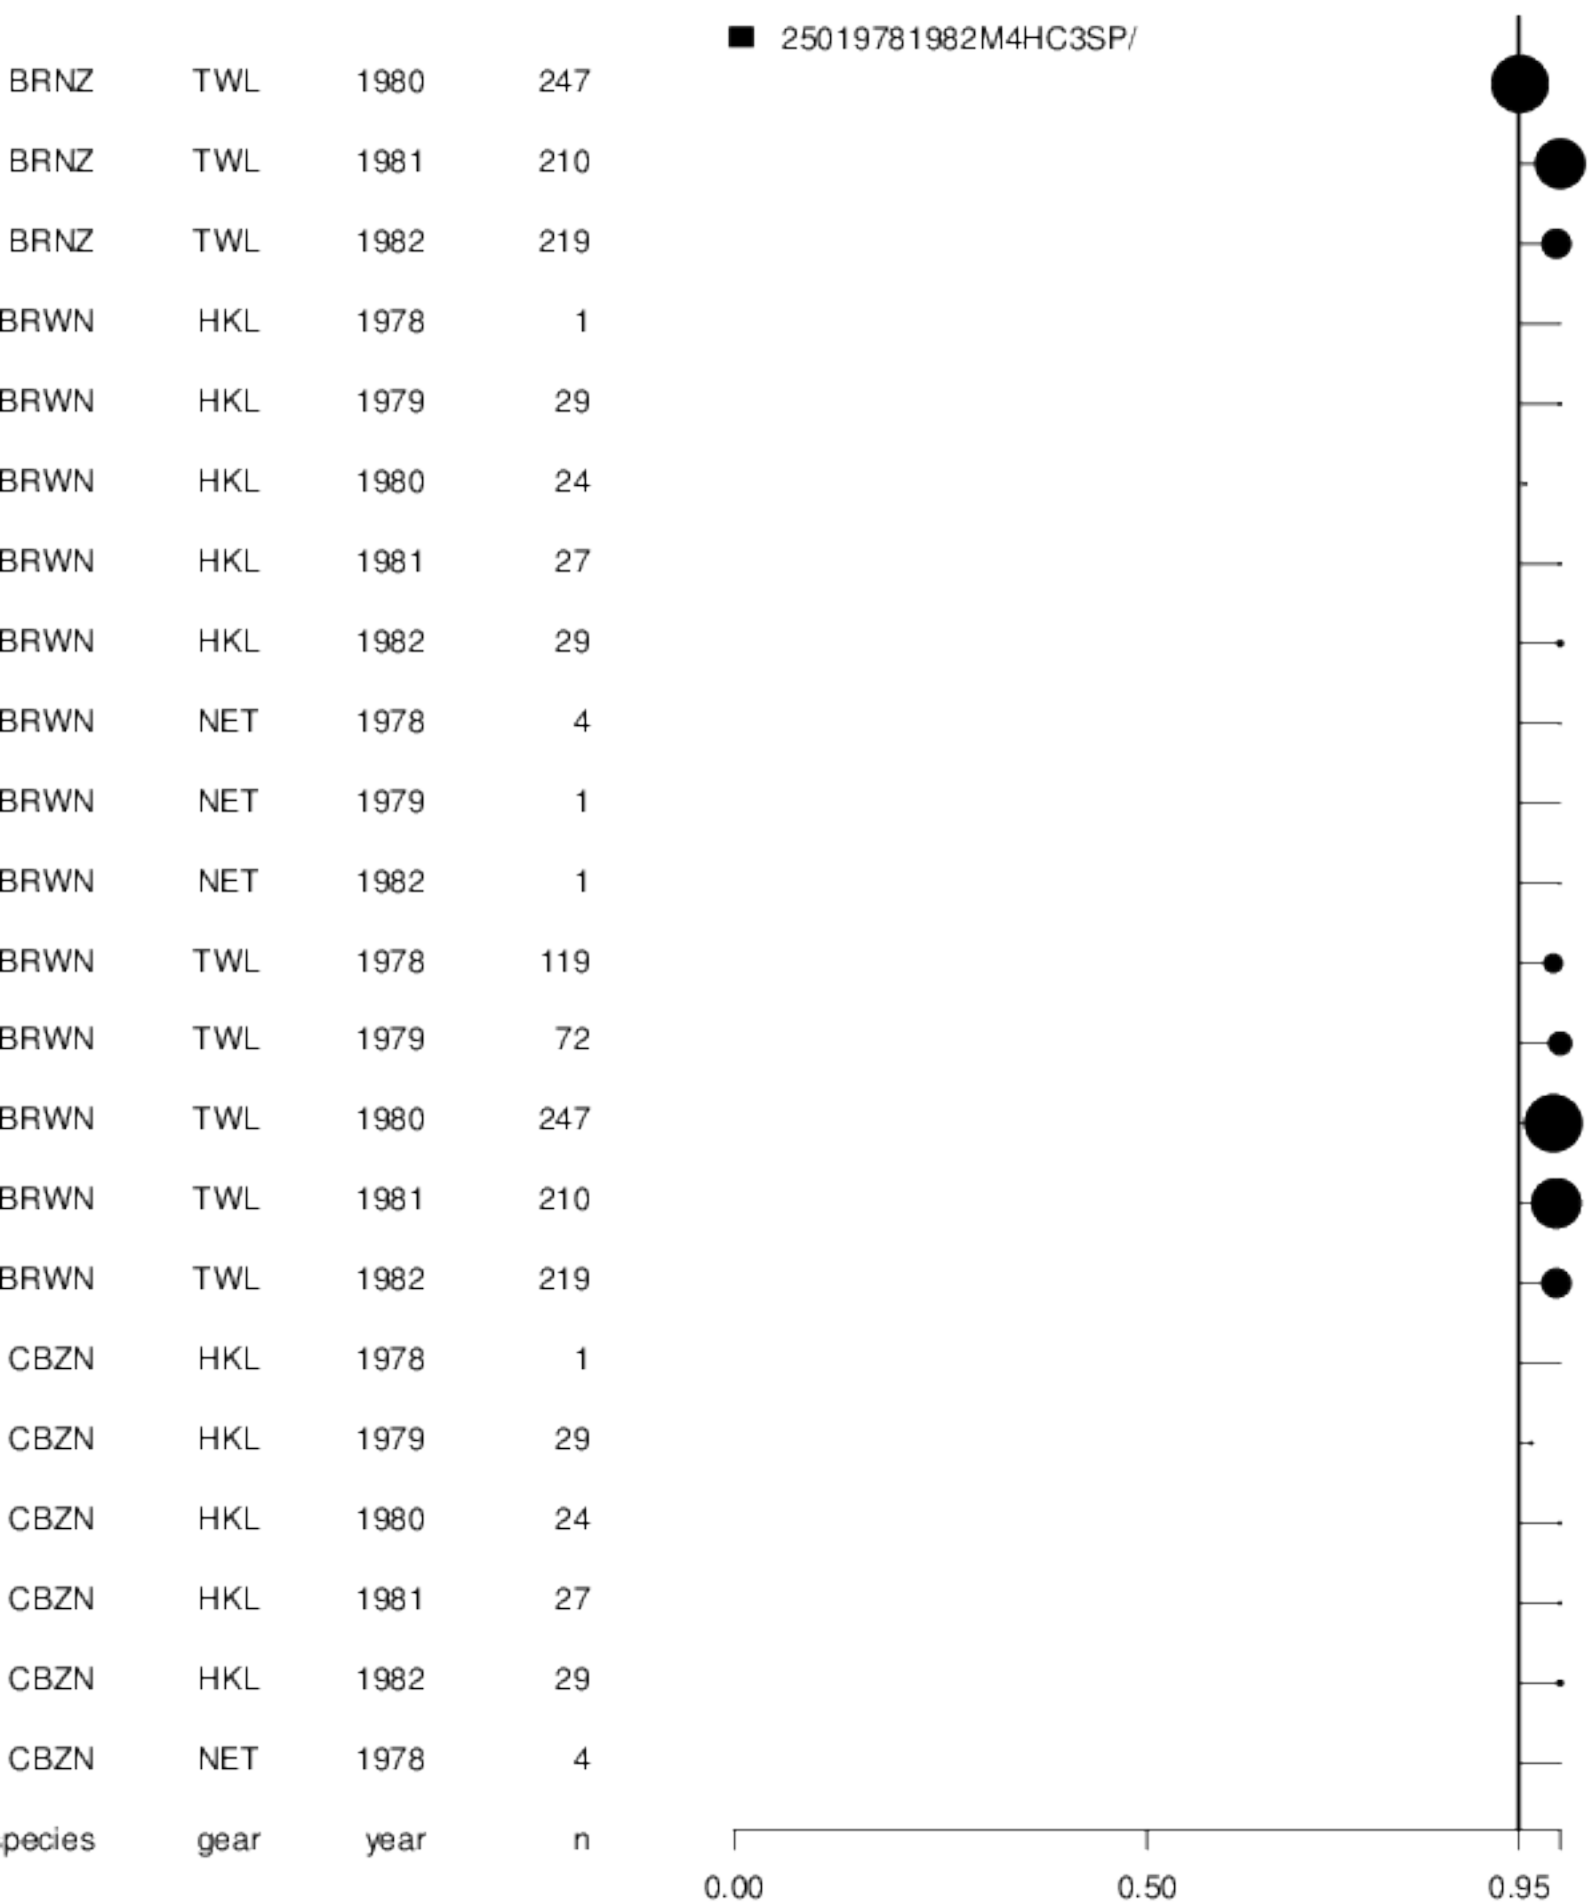 25019781982M4HC3SP/
BRNZ TWL 1980 247
BRNZ TWL 1981 210
BRNZ TWL 1982 219
BRWN HKL 1978 1
BRWN HKL 1979 29
BRWN HKL 1980 24
BRWN HKL 1981 27
BRWN HKL 1982 29
BRWN NET 1978 4
BRWN NET 1979 1
BRWN NET 1982 1
BRWN TWL 1978 119
BRWN TWL 1979 72
BRWN TWL 1980 247
BRWN TWL 1981 210
BRWN TWL 1982 219
CBZN HKL 1978 1
CBZN HKL 1979 29
CBZN HKL 1980 24
CBZN HKL 1981 27
CBZN HKL 1982 29
CBZN NET 1978 4
pecies gear year n
0.00 0.50 0.95